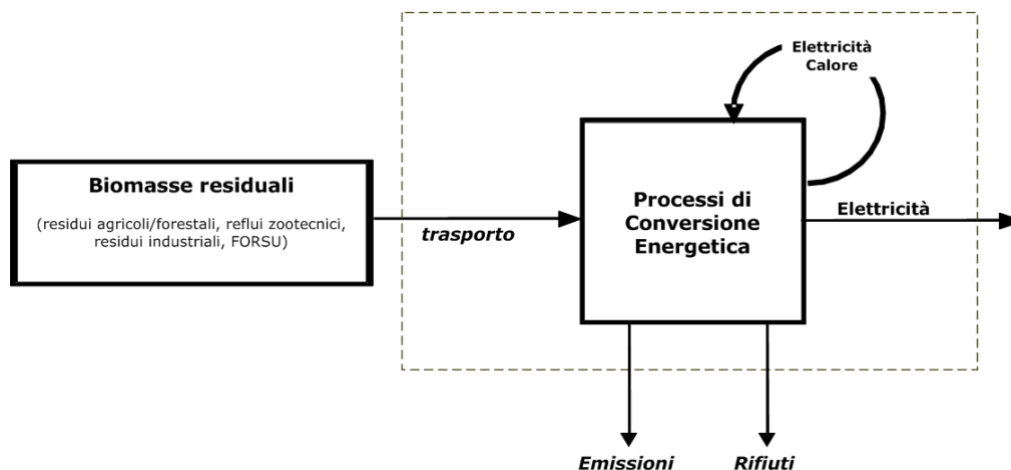 Elettricità
Calore
Biomasse residuali
(residui agricoli/forestali, reflui zootecnici,
residui industriali, FORSU)
trasporto
Processi di
Conversione
Energetica
Elettricità
Emissioni
Rifiuti